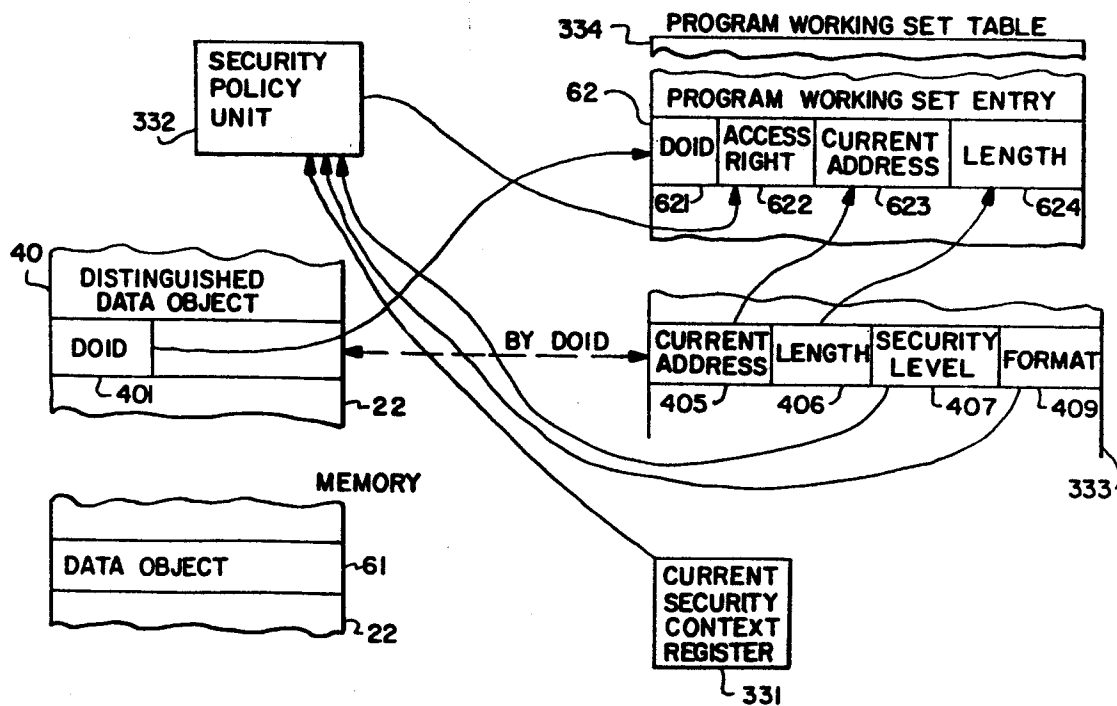 334
PROGRAM WORKING SET TABLE
SECURITY
POLICY
UNIT
332
62
PROGRAM WORKING SET ENTRY
DOID
ACCESS
RIGHT
CURRENT
ADDRESS
LENGTH
621
622
623
624
40
DISTINGUISHED
DATA OBJECT
DOID
401
22
BY DOID
CURRENT
ADDRESS
LENGTH
SECURITY
LEVEL
FORMAT
405
406
407
409
333
MEMORY
DATA OBJECT
61
22
CURRENT
SECURITY
CONTEXT
REGISTER
331